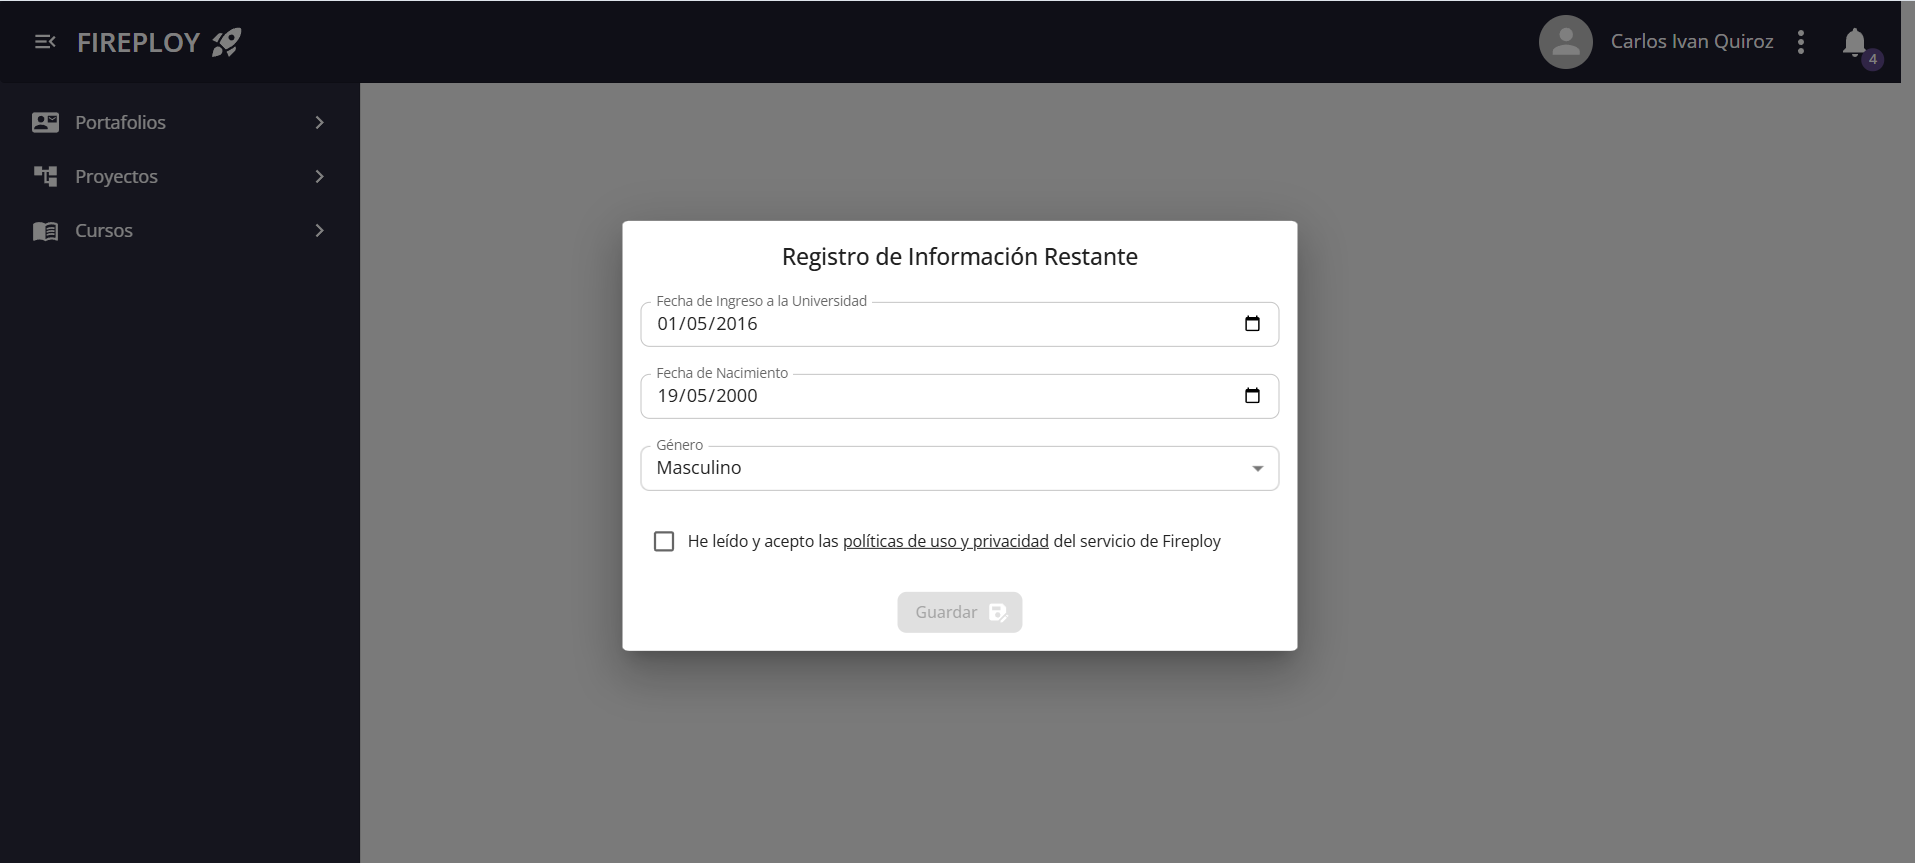 FIREPLOY
Carlos Ivan Quiroz
4
Portafolios
Proyectos
Cursos
Registro de Información Restante
Fecha de Ingreso a la Universidad
01/05/2016
Fecha de Nacimiento
19/05/2000
Género
Masculino
He leído y acepto las políticas de uso y privacidad del servicio de Fireploy
Guardar